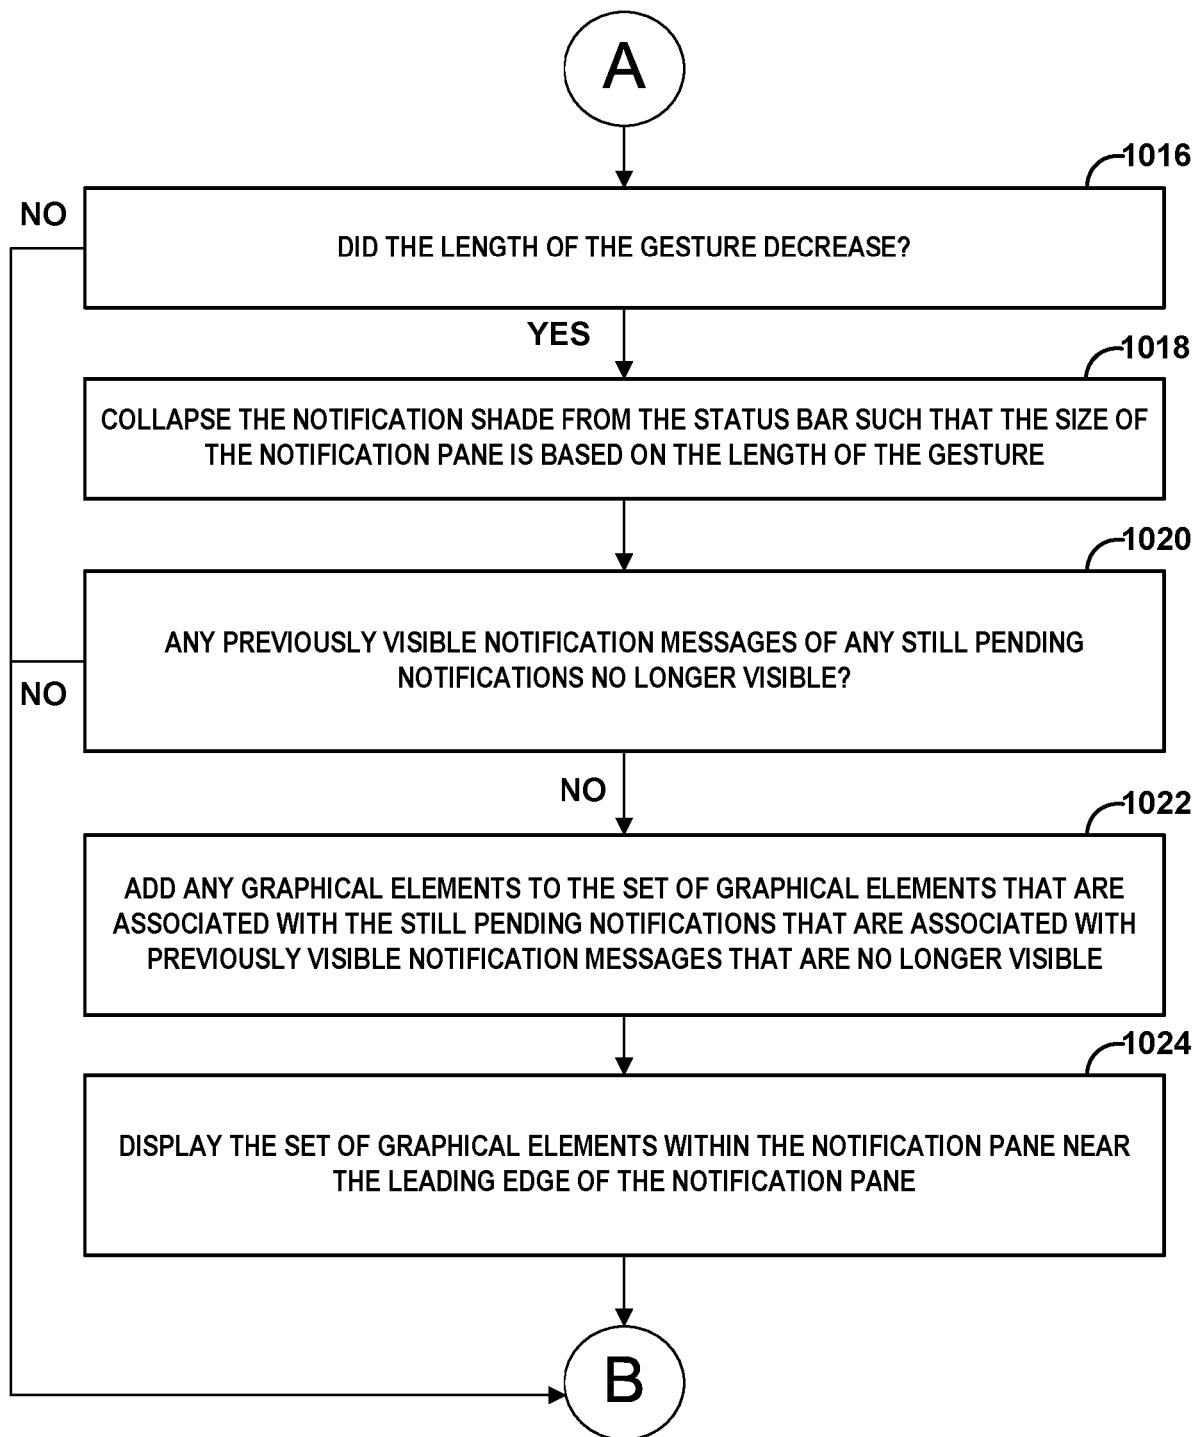 A
1016
NO
DID THE LENGTH OF THE GESTURE DECREASE?
YES
1018
COLLAPSE THE NOTIFICATION SHADE FROM THE STATUS BAR SUCH THAT THE SIZE OF
THE NOTIFICATION PANE IS BASED ON THE LENGTH OF THE GESTURE
1020
ANY PREVIOUSLY VISIBLE NOTIFICATION MESSAGES OF ANY STILL PENDING
NOTIFICATIONS NO LONGER VISIBLE?
NO
NO
1022
ADD ANY GRAPHICAL ELEMENTS TO THE SET OF GRAPHICAL ELEMENTS THAT ARE
ASSOCIATED WITH THE STILL PENDING NOTIFICATIONS THAT ARE ASSOCIATED WITH
PREVIOUSLY VISIBLE NOTIFICATION MESSAGES THAT ARE NO LONGER VISIBLE
1024
DISPLAY THE SET OF GRAPHICAL ELEMENTS WITHIN THE NOTIFICATION PANE NEAR
THE LEADING EDGE OF THE NOTIFICATION PANE
B